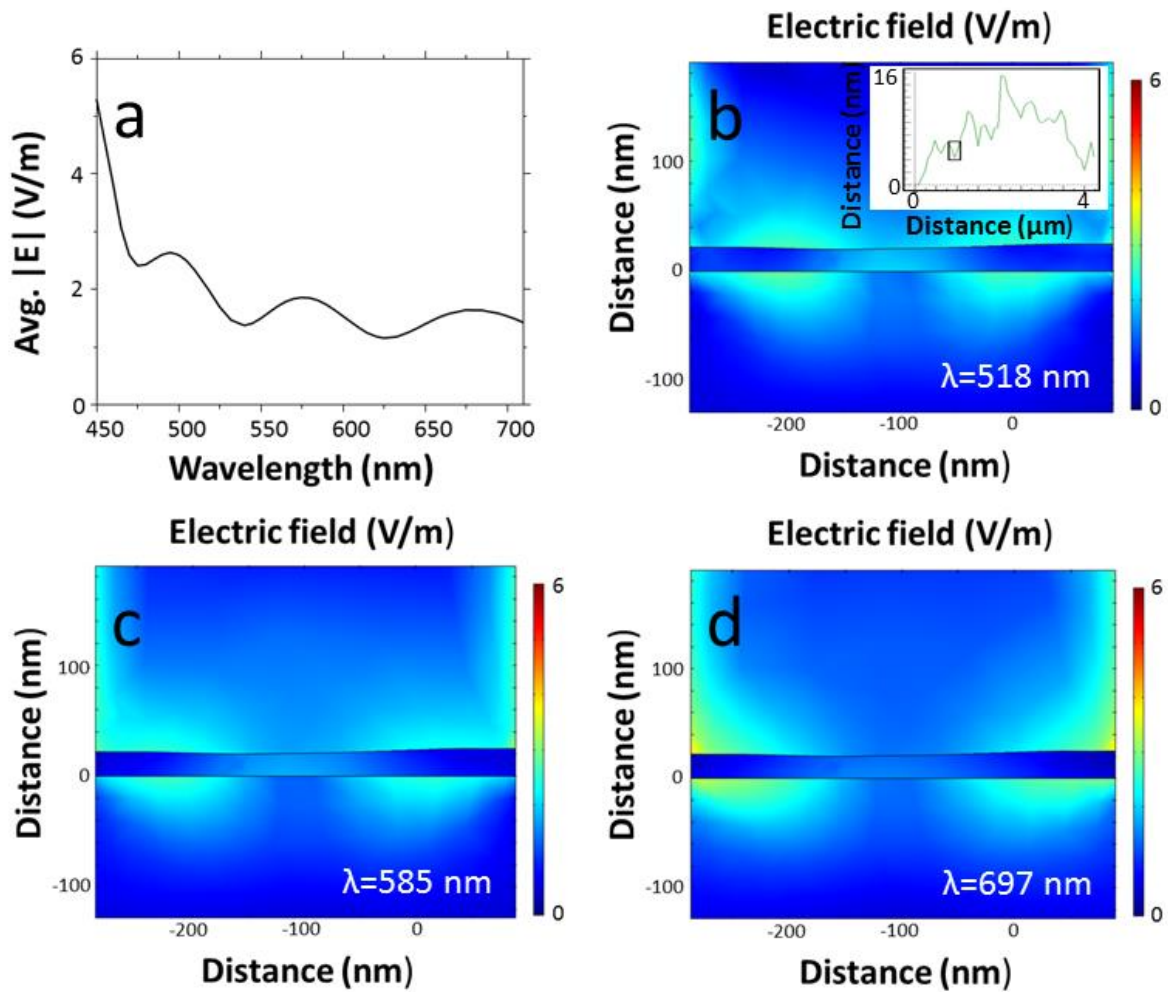 a
6
4
2
0
Avg. |E| (V/m)
450 500 550 600 650 700
Wavelength (nm)
Electric field (V/m)
b
Distance (nm)
100
0
-100
-200 -100 0
Distance (nm)
λ=518 nm
6
0
16
0
Distance (nm)
0 4
Distance (μm)
Electric field (V/m)
c
Distance (nm)
100
0
-100
-200 -100 0
Distance (nm)
λ=585 nm
6
0
Electric field (V/m)
d
Distance (nm)
100
0
-100
-200 -100 0
Distance (nm)
λ=697 nm
6
0